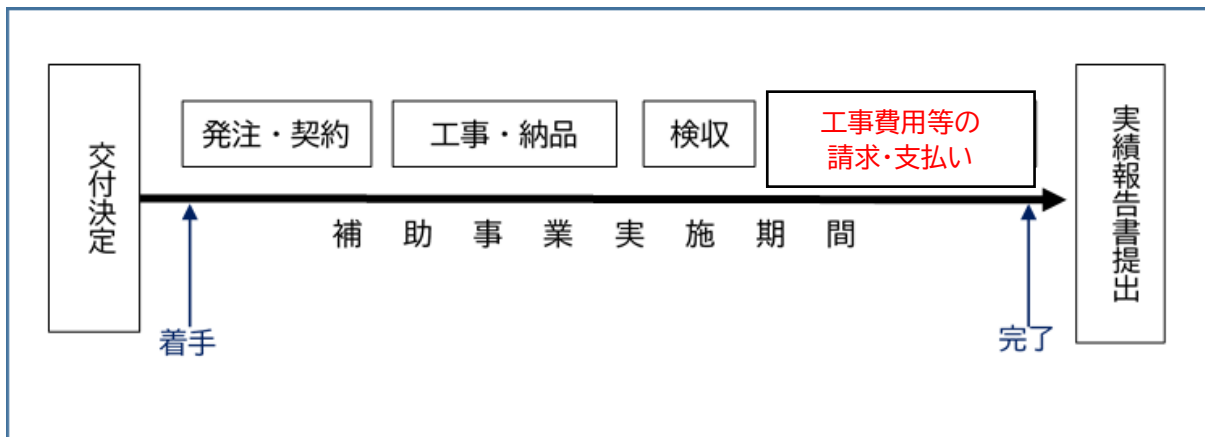 交付決定
発注・契約
工事・納品
検収
工事費用等の
請求・支払い
実績報告書提出
補助事業実施期間
着手
完了